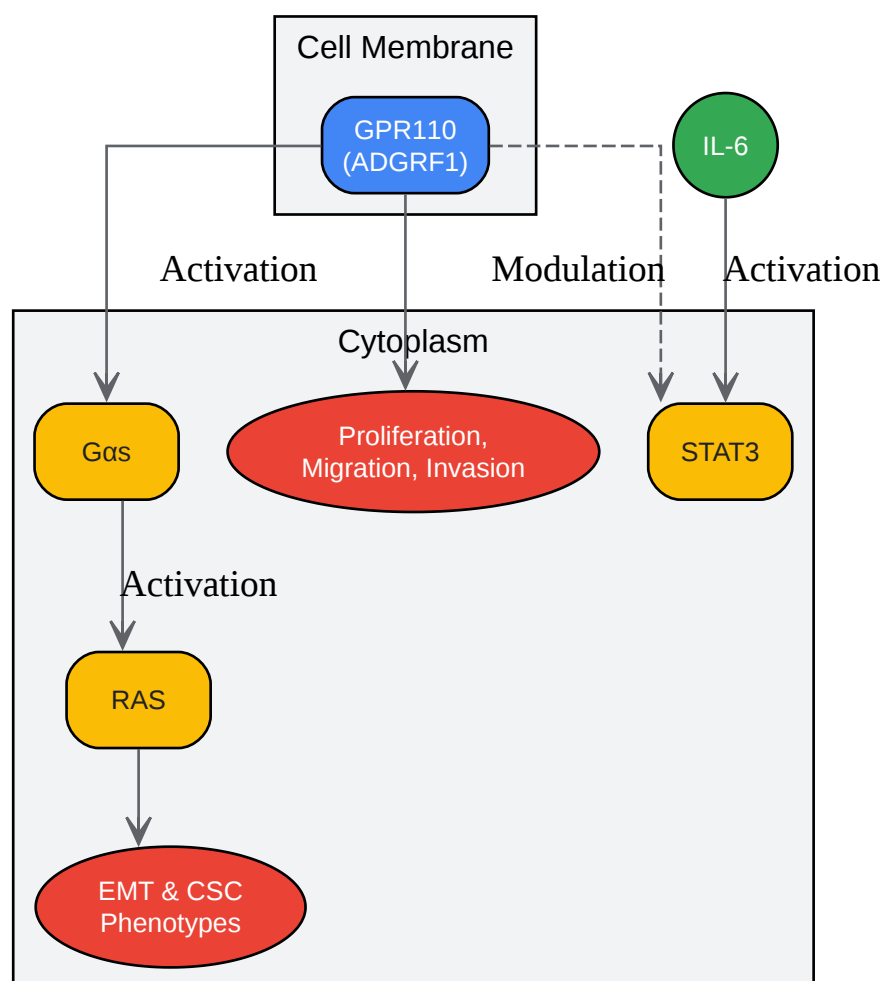 Cell Membrane
GPR110
(ADGRF1)
IL-6
Activation
Modulation
Activation
Cytoplasm
Gαs
Proliferation,
Migration, Invasion
STAT3
Activation
RAS
EMT & CSC
Phenotypes